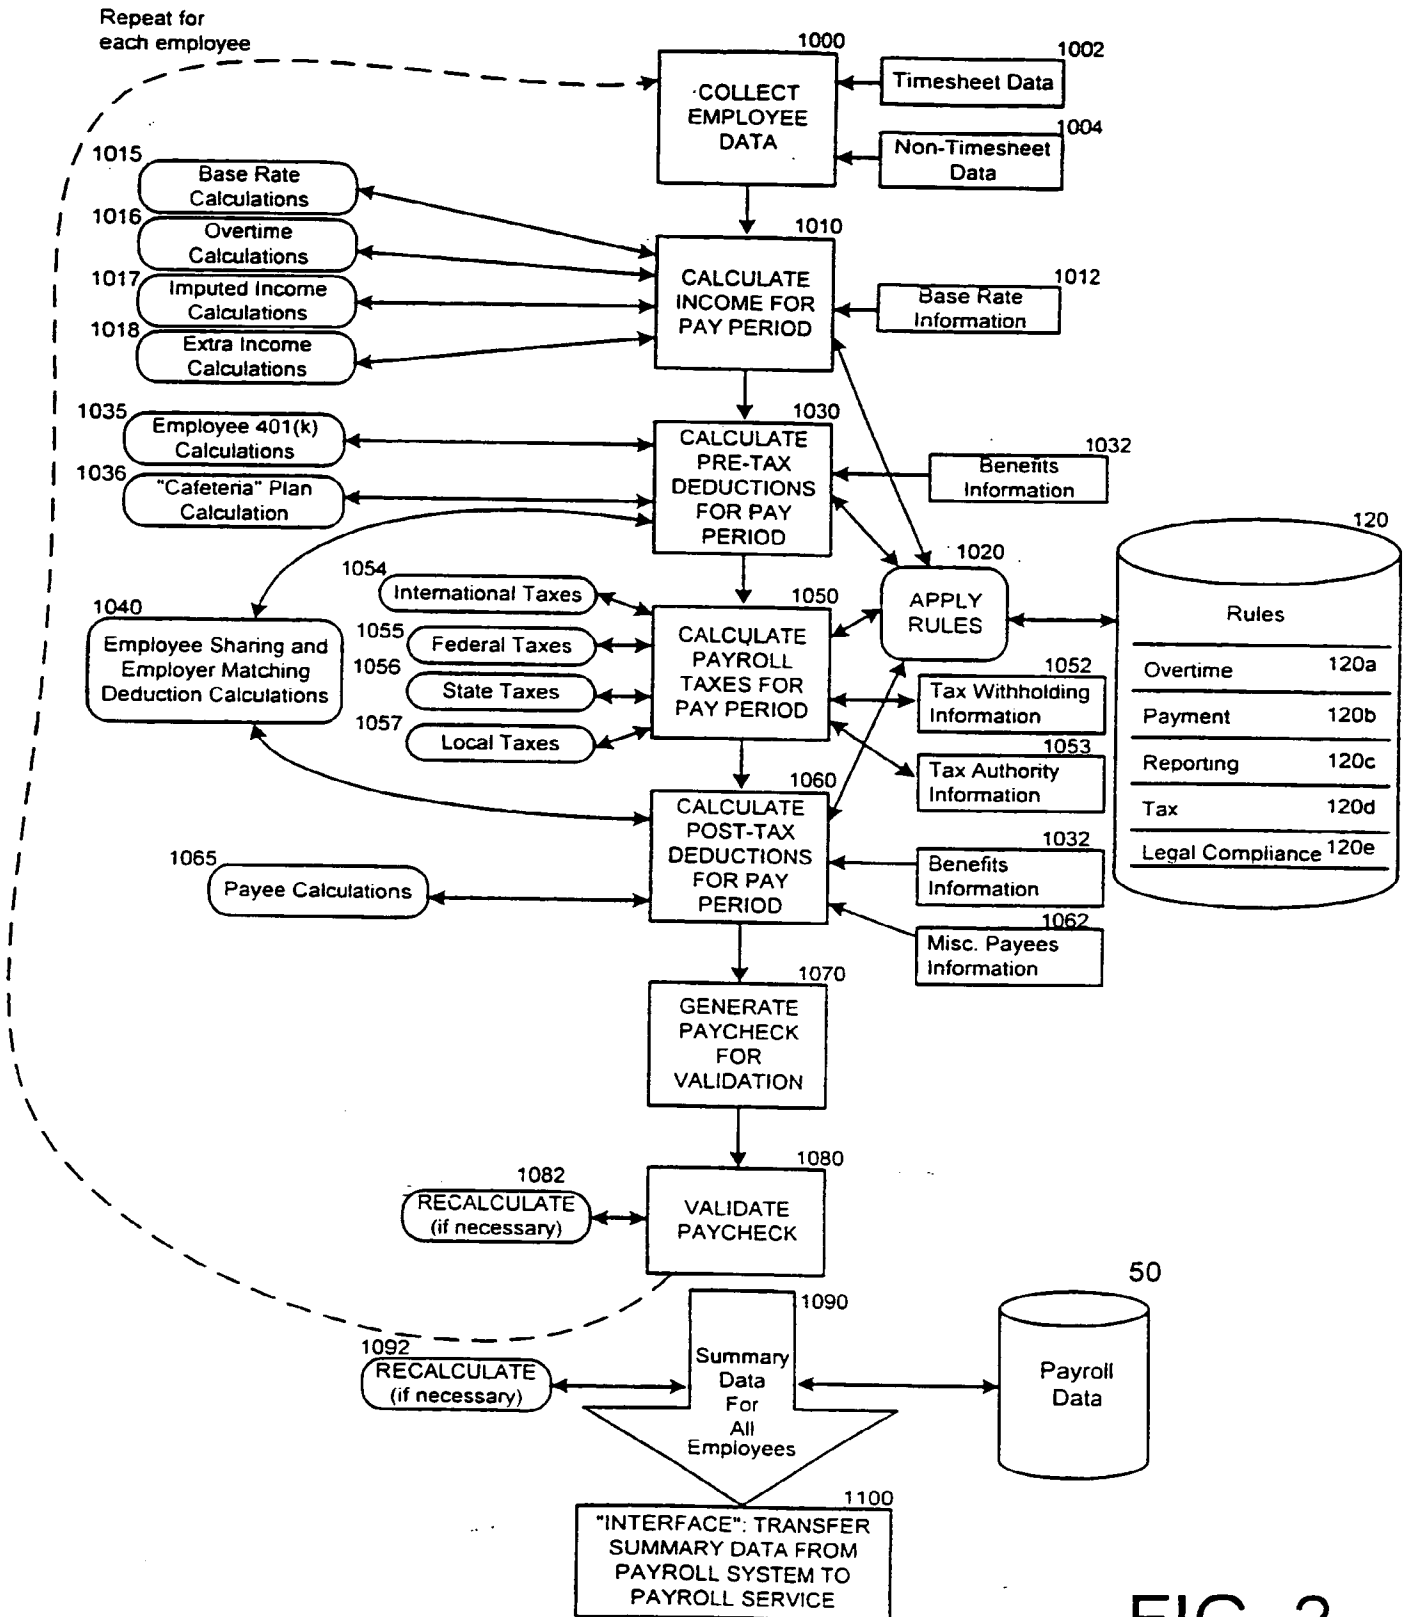 Repeat for
each employee
1000
COLLECT
EMPLOYEE
DATA
1002
Timesheet Data
1004
Non-Timesheet
Data
1015
Base Rate
Calculations
1016
Overtime
Calculations
1017
Imputed Income
Calculations
1018
Extra Income
Calculations
1010
CALCULATE
INCOME FOR
PAY PERIOD
1012
Base Rate
Information
1035
Employee 401(k)
Calculations
1036
"Cafeteria" Plan
Calculation
1030
CALCULATE
PRE-TAX
DEDUCTIONS
FOR PAY
PERIOD
1032
Benefits
Information
1040
Employee Sharing and
Employer Matching
Deduction Calculations
1054
International Taxes
1055
Federal Taxes
1056
State Taxes
1057
Local Taxes
1050
CALCULATE
PAYROLL
TAXES FOR
PAY PERIOD
1020
APPLY
RULES
1052
Tax Withholding
Information
1053
Tax Authority
Information
120
Rules
Overtime 120a
Payment 120b
Reporting 120c
Tax 120d
Legal Compliance 120e
1060
CALCULATE
POST-TAX
DEDUCTIONS
FOR PAY
PERIOD
1065
Payee Calculations
1032
Benefits
Information
1062
Misc. Payees
Information
1070
GENERATE
PAYCHECK
FOR
VALIDATION
1080
VALIDATE
PAYCHECK
1082
RECALCULATE
(if necessary)
1090
Summary
Data
For
All
Employees
1092
RECALCULATE
(if necessary)
50
Payroll
Data
1100
"INTERFACE": TRANSFER
SUMMARY DATA FROM
PAYROLL SYSTEM TO
PAYROLL SERVICE
FIG. 2